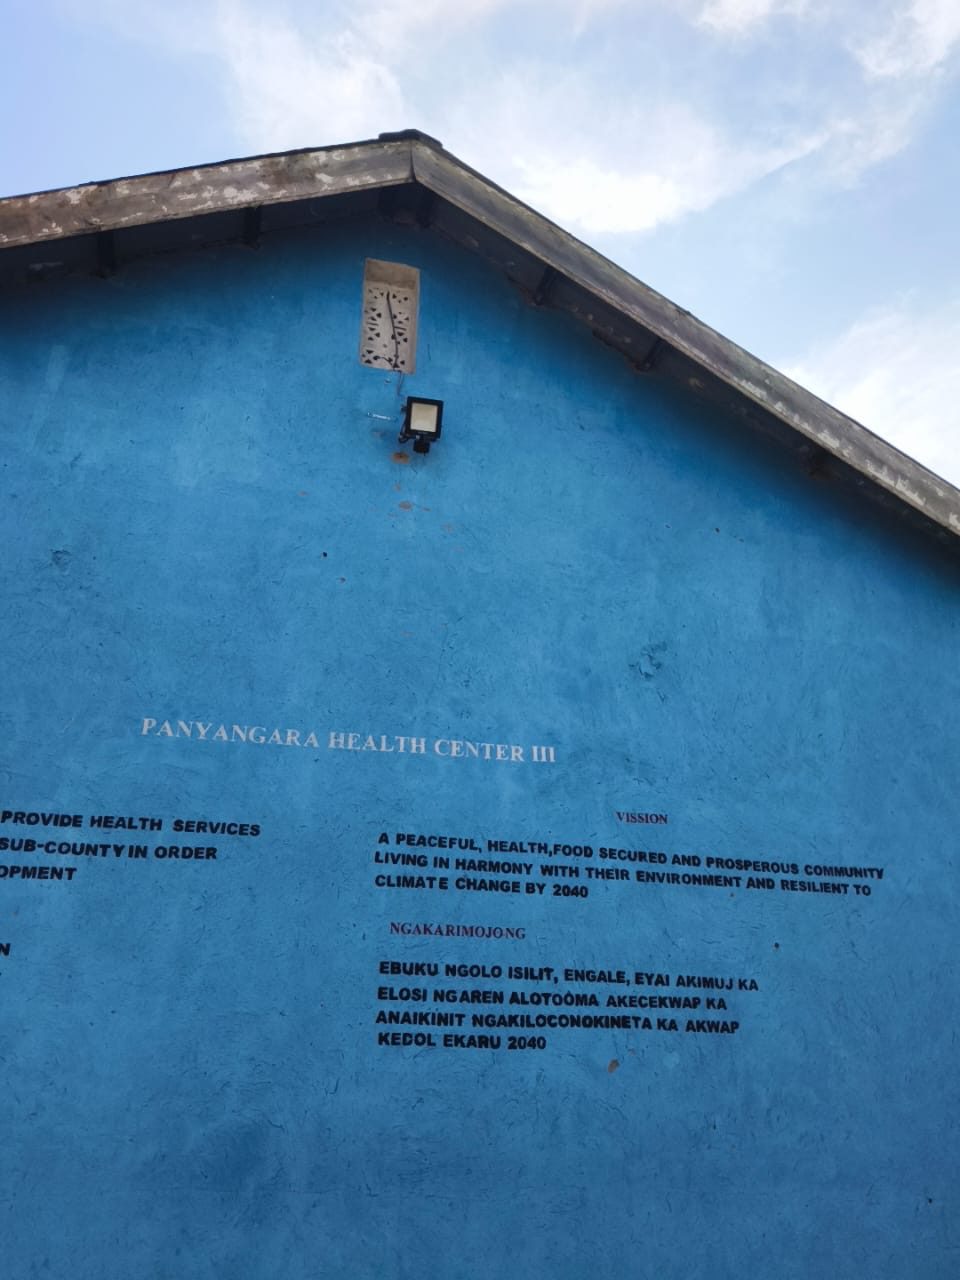 PANYANGARA HEALTH CENTER III
PROVIDE HEALTH SERVICES
SUB-COUNTY IN ORDER
OPMENT
N
VISSION
A PEACEFUL, HEALTH,FOOD SECURED AND PROSPEROUS COMMUNITY
LIVING IN HARMONY WITH THEIR ENVIRONMENT AND RESILIENT TO
CLIMATE CHANGE BY 2040
NGAKARIMOJONG
EBUKU NGOLO ISILIT, ENGALE, EYAI AKIMUJ KA
ELOSI NGAREN ALOTOOMA AKECEKWAP KA
ANAIKINIT NGAKILOCONOKINETA KA AKWAP
KEDOL EKARU 2040